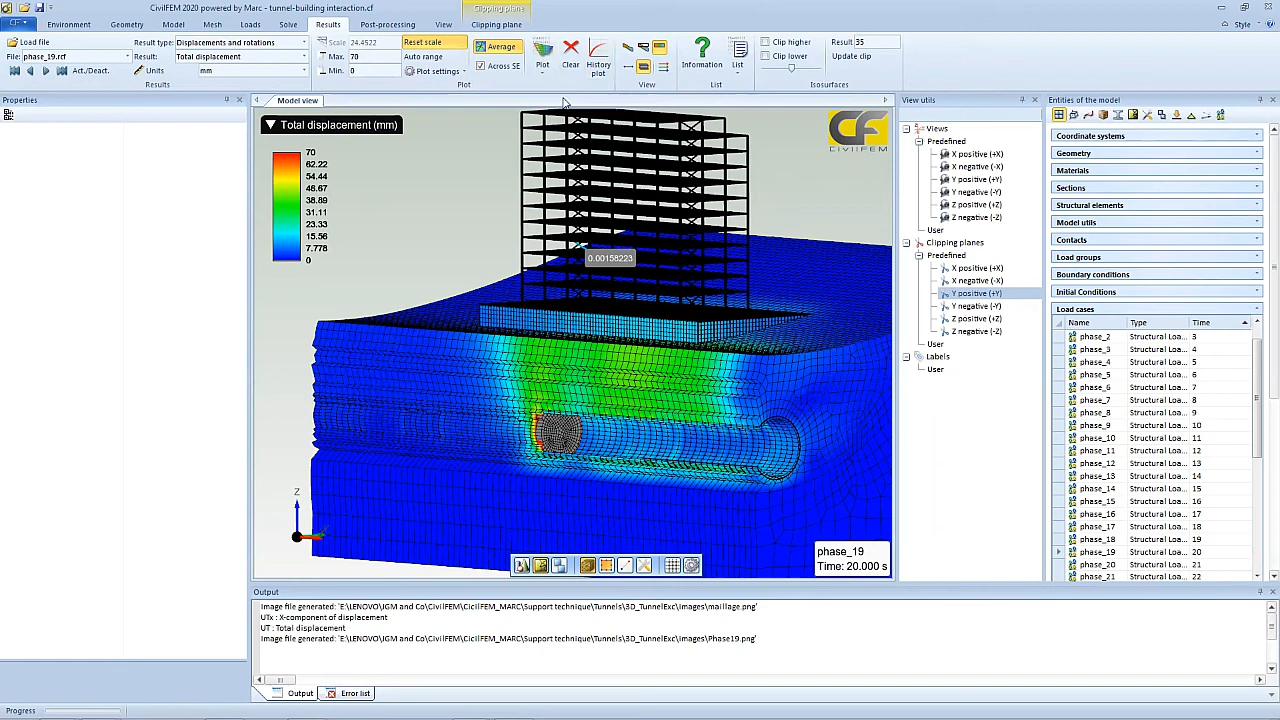 CivilFEM 2020 powered by Marc - tunnel-building interaction.cf
Clipping plane
CF
Environment Geometry Model Mesh Loads Solve Results Post-processing View Clipping plane
Style
Load file
File: phase_19.rcf
Act./Deact.
Results
Result type: Displacements and rotations
Result: Total displacement
Units mm
Scale 24.4522 Reset scale
Max. 70 Auto range
Min. 0 Plot settings
Average
Across SE
Plot
Plot
Clear
History plot
View
Information
List
List
Clip higher
Clip lower
Result 35
Update clip
Isosurfaces
Properties
Model view
Total displacement (mm)
70
62.22
54.44
46.67
38.89
31.11
23.33
15.56
7.778
0
0.00158223
CF
CIVILFEM
Z
phase_19
Time: 20.000 s
View utils
Views
Predefined
X positive (+X)
X negative (-X)
Y positive (+Y)
Y negative (-Y)
Z positive (+Z)
Z negative (-Z)
User
Clipping planes
Predefined
X positive (+X)
X negative (-X)
Y positive (+Y)
Y negative (-Y)
Z positive (+Z)
Z negative (-Z)
User
Labels
User
Entities of the model
Coordinate systems
Geometry
Materials
Sections
Structural elements
Model utils
Contacts
Load groups
Boundary conditions
Initial Conditions
Load cases
Name Type Time
phase_2 Structural Loa... 3
phase_3 Structural Loa... 4
phase_4 Structural Loa... 5
phase_5 Structural Loa... 6
phase_6 Structural Loa... 7
phase_7 Structural Loa... 8
phase_8 Structural Loa... 9
phase_9 Structural Loa... 10
phase_10 Structural Loa... 11
phase_11 Structural Loa... 12
phase_12 Structural Loa... 13
phase_13 Structural Loa... 14
phase_14 Structural Loa... 15
phase_15 Structural Loa... 16
phase_16 Structural Loa... 17
phase_17 Structural Loa... 18
phase_18 Structural Loa... 19
phase_19 Structural Loa... 20
phase_20 Structural Loa... 21
phase_21 Structural Loa... 22
Output
Image file generated: 'E:\LENOVO\IGM and Co\CivilFEM\CicilFEM_MARC\Support technique\Tunnels\3D_TunnelExc\Images\maillage.png'
UTx : X-component of displacement
UT : Total displacement
Image file generated: 'E:\LENOVO\IGM and Co\CivilFEM\CicilFEM_MARC\Support technique\Tunnels\3D_TunnelExc\Images\Phase19.png'
Output Error list
Progress